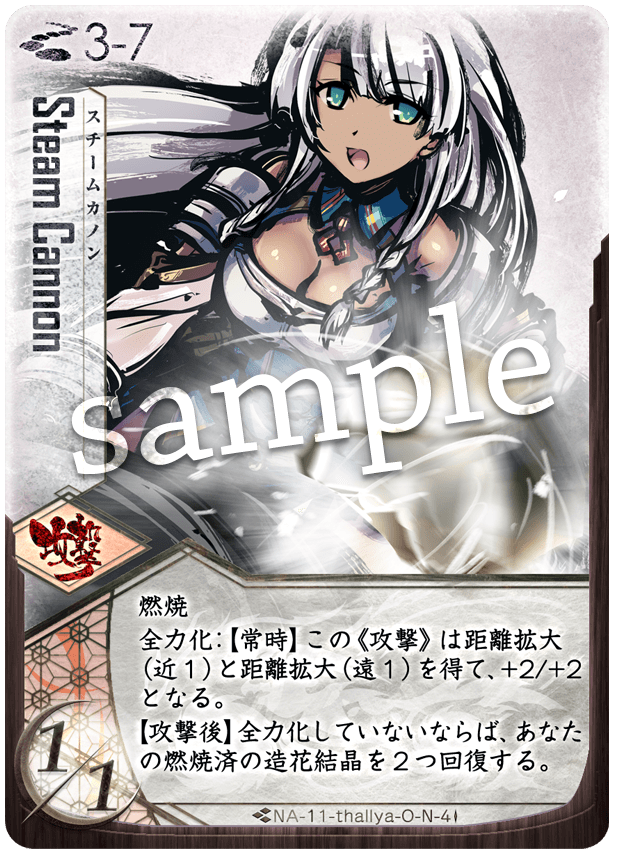 3-7
Steam Cannon
スチームカノン
sample
攻撃
燃焼
全力化：【常時】この《攻撃》は距離拡大
（近１）と距離拡大（遠１）を得て、+2/+2
となる。
【攻撃後】全力化していないならば、あなた
の燃焼済の造花結晶を２つ回復する。
1/1
NA-11-thallya-O-N-4